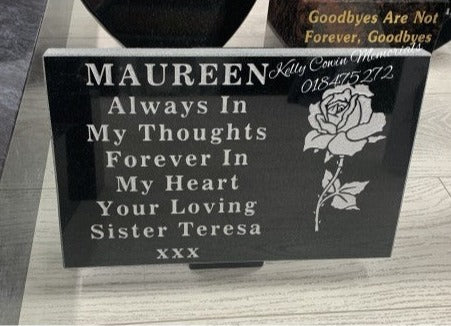 Goodbyes Are Not
Forever, Goodbyes
Kelly Cowin Memorials
018475272
MAUREEN
Always In
My Thoughts
Forever In
My Heart
Your Loving
Sister Teresa
xxx